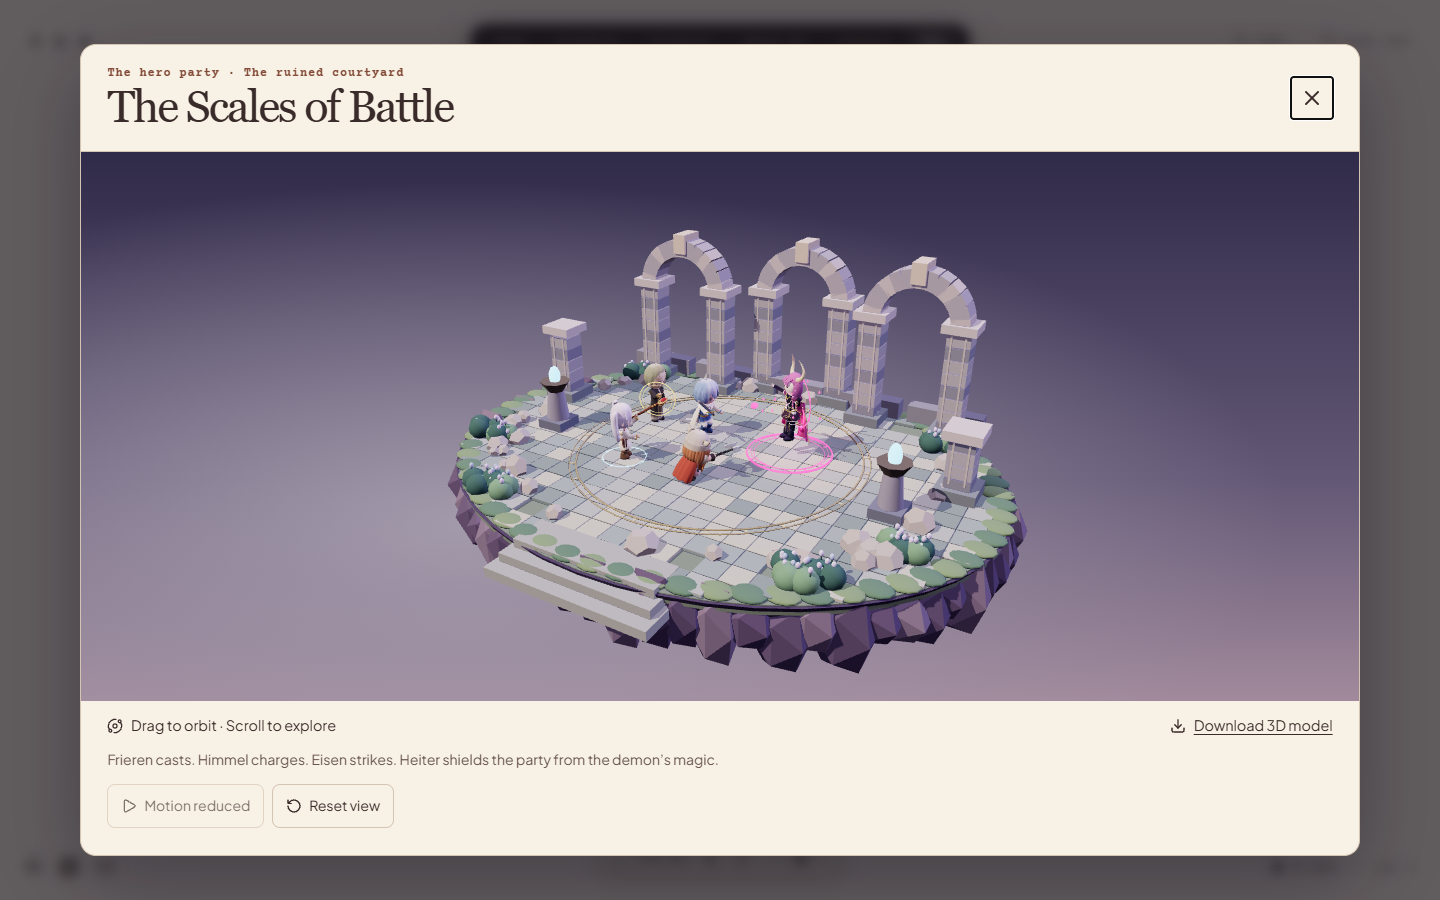 The hero party · The ruined courtyard
The Scales of Battle
Drag to orbit · Scroll to explore
Download 3D model
Frieren casts. Himmel charges. Eisen strikes. Heiter shields the party from the demon's magic.
Motion reduced
Reset view